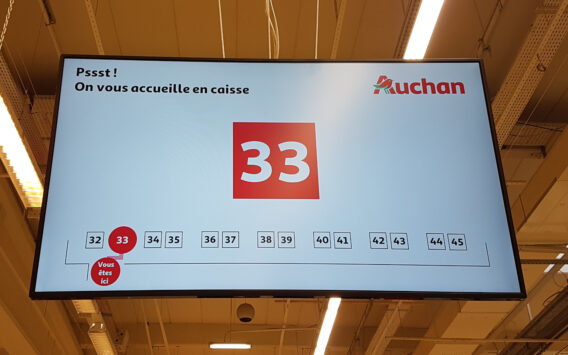 Pssst !
On vous accueille en caisse
Auchan
33
32 33 34 35 36 37 38 39 40 41 42 43 44 45
Vous
êtes
ici